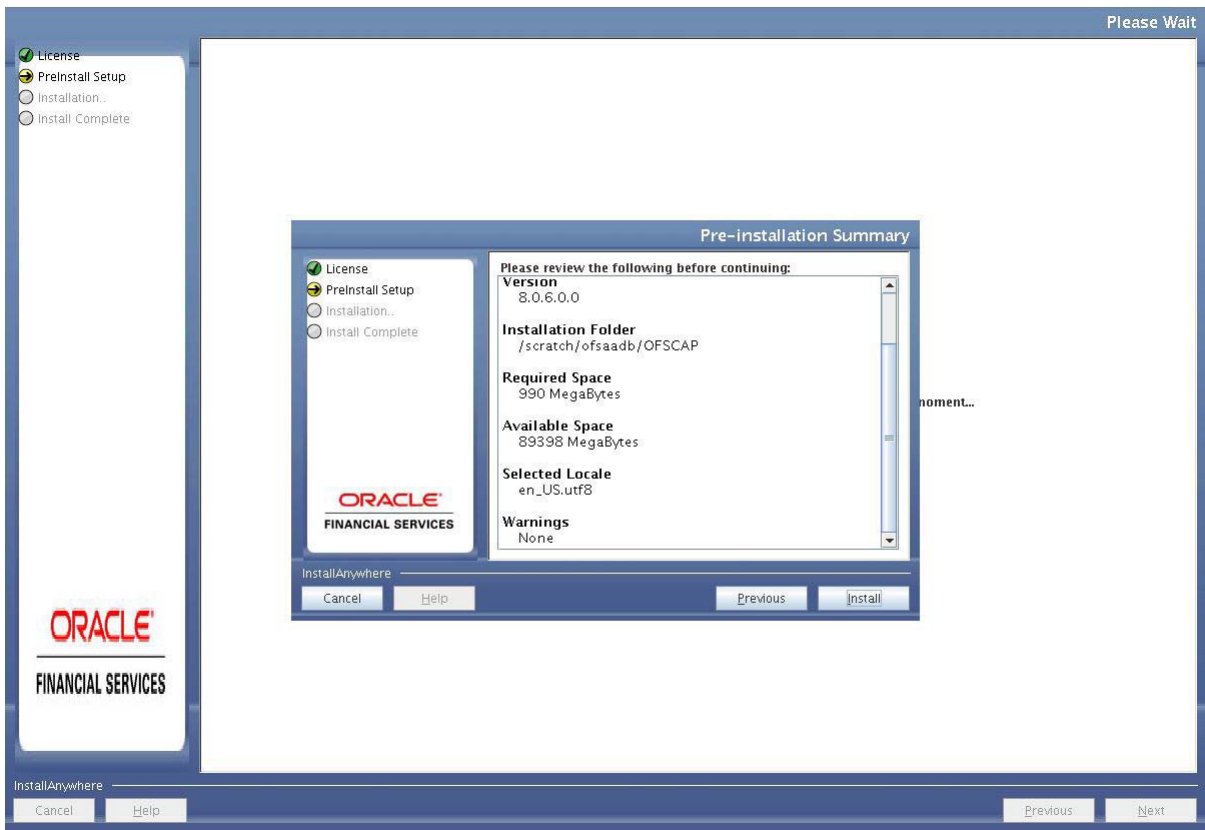 Please Wait
License
PreInstall Setup
Installation..
Install Complete
Pre-installation Summary
License
PreInstall Setup
Installation..
Install Complete
Please review the following before continuing:
Version
8.0.6.0.0
Installation Folder
/scratch/ofsaadb/OFSCAP
Required Space
990 MegaBytes
Available Space
89398 MegaBytes
Selected Locale
en_US.utf8
Warnings
None
ORACLE
FINANCIAL SERVICES
InstallAnywhere
Cancel
Help
Previous
Install
moment...
ORACLE
FINANCIAL SERVICES
InstallAnywhere
Cancel
Help
Previous
Next